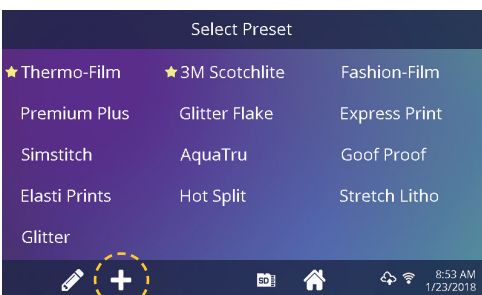 Select Preset
Thermo-Film 3M Scotchlite Fashion-Film
Premium Plus Glitter Flake Express Print
Simstitch AquaTru Goof Proof
Elasti Prints Hot Split Stretch Litho
Glitter
SD 8:53 AM
1/23/2018